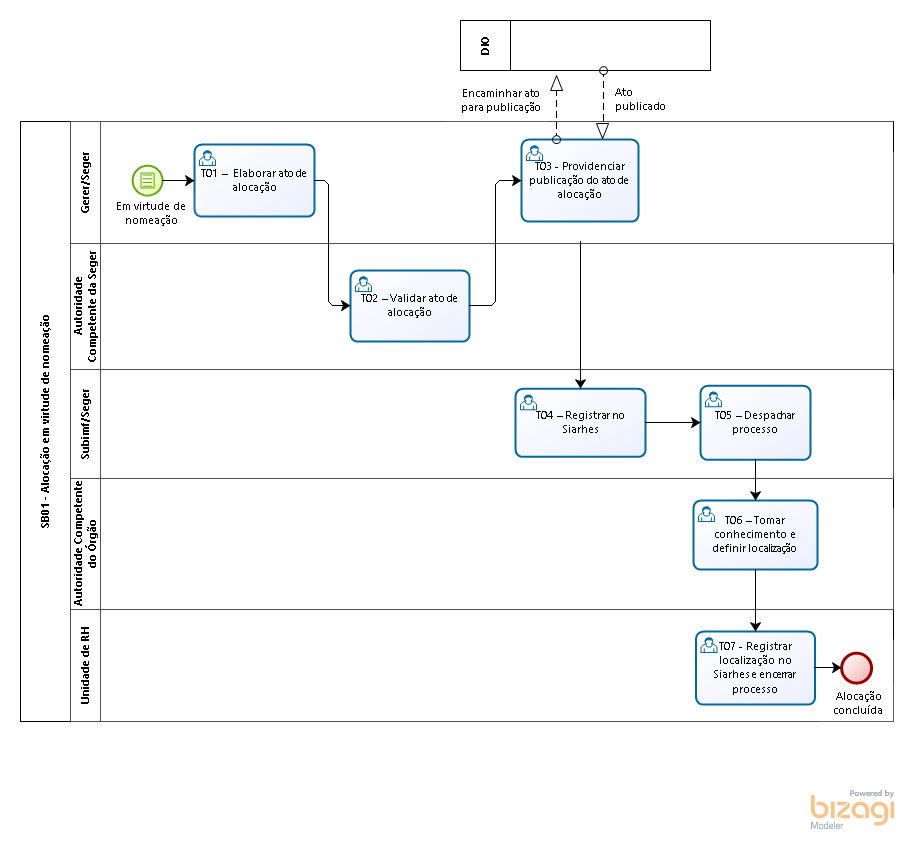 DIO
Encaminhar ato
para publicação
Ato
publicado
SB01 - Alocação em virtude de nomeação
Gerer/Seger
Em virtude de
nomeação
TO1 – Elaborar ato de
alocação
TO3 - Providenciar
publicação do ato de
alocação
Autoridade
Competente da Seger
TO2 – Validar ato de
alocação
Subimf/Seger
TO4 – Registrar no
Siarhes
TO5 – Despachar
processo
Autoridade Competente
do Órgão
TO6 – Tomar
conhecimento e
definir localização
Unidade de RH
TO7 - Registrar
localização no
Siarhes e encerrar
processo
Alocação
concluída
Powered by
bizagi
Modeler